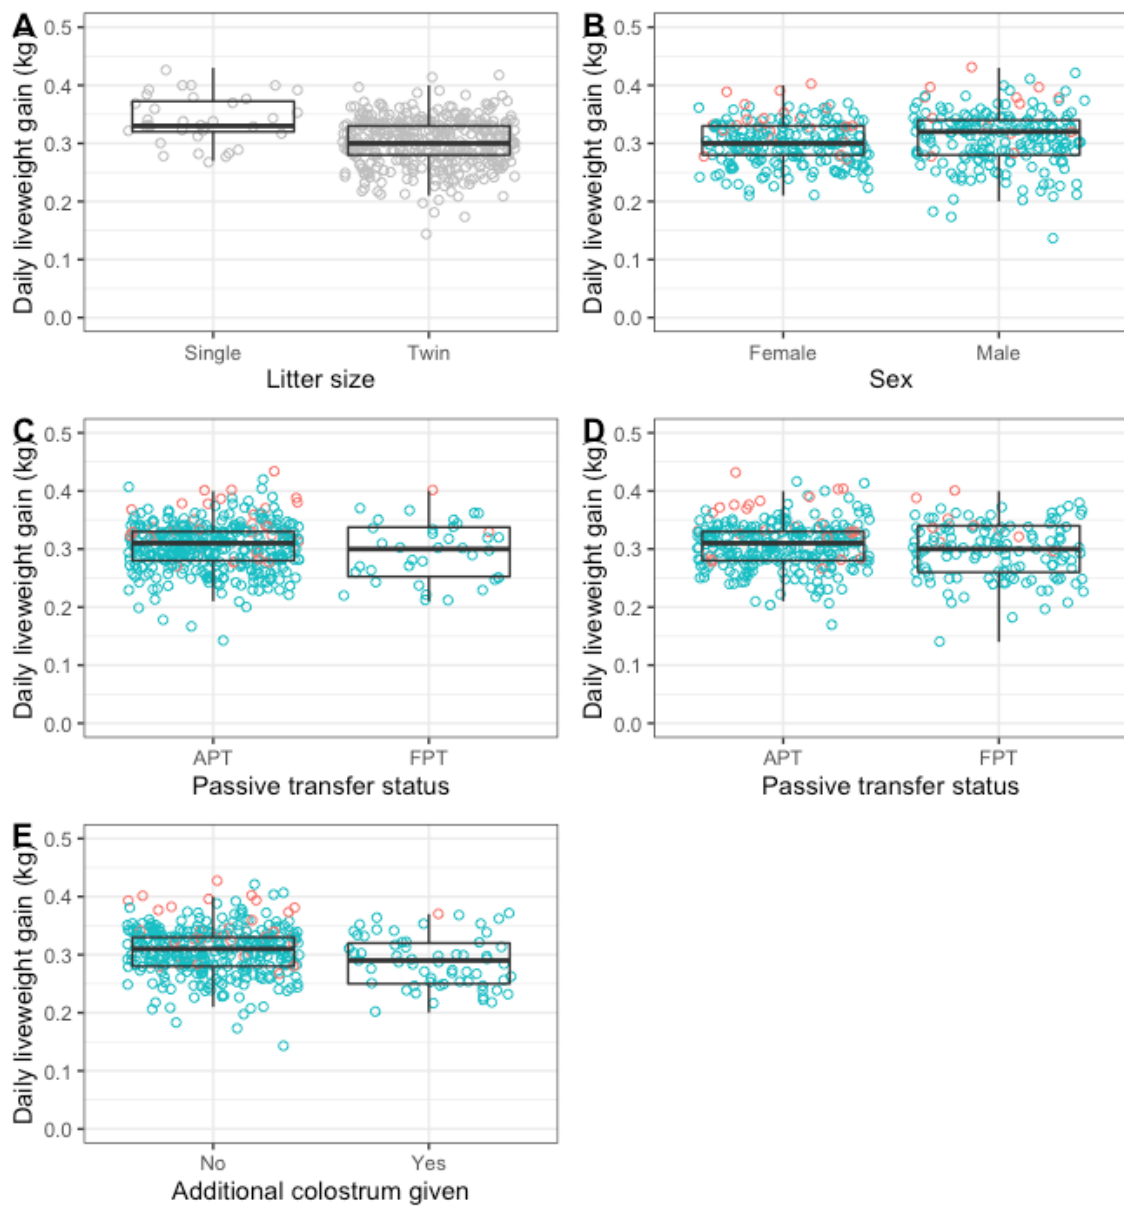 A
B
Daily liveweight gain (kg)
0.5
0.4
0.3
0.2
0.1
0.0
Single Twin
Litter size
Daily liveweight gain (kg)
0.5
0.4
0.3
0.2
0.1
0.0
Female Male
Sex
C
D
Daily liveweight gain (kg)
0.5
0.4
0.3
0.2
0.1
0.0
APT FPT
Passive transfer status
Daily liveweight gain (kg)
0.5
0.4
0.3
0.2
0.1
0.0
APT FPT
Passive transfer status
E
Daily liveweight gain (kg)
0.5
0.4
0.3
0.2
0.1
0.0
No Yes
Additional colostrum given